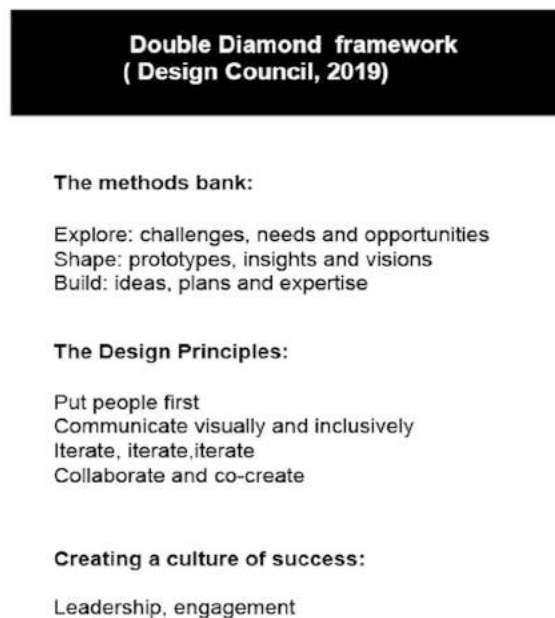 Double Diamond framework
( Design Council, 2019)
The methods bank:
Explore: challenges, needs and opportunities
Shape: prototypes, insights and visions
Build: ideas, plans and expertise
The Design Principles:
Put people first
Communicate visually and inclusively
Iterate, iterate,iterate
Collaborate and co-create
Creating a culture of success:
Leadership, engagement